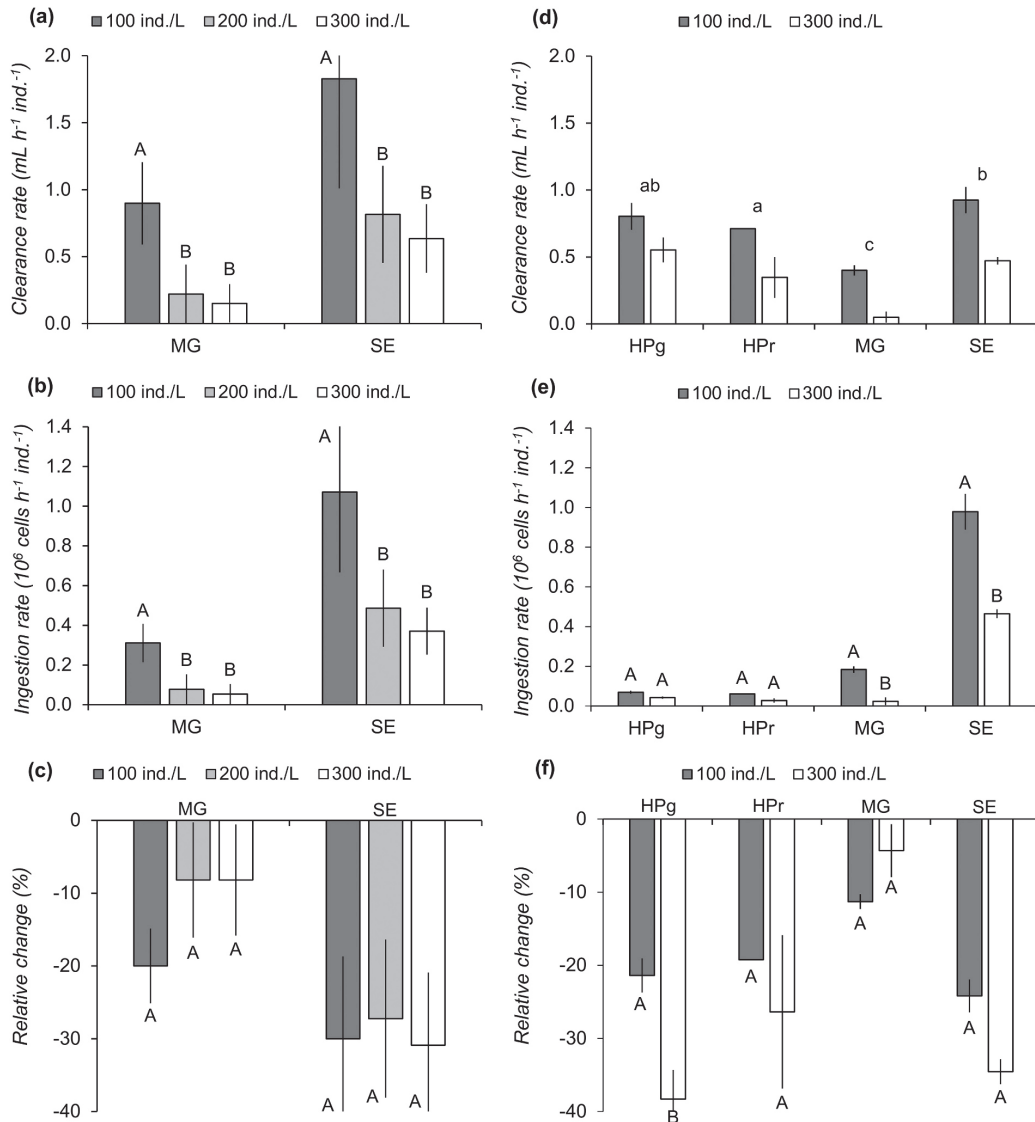 (a)
100 ind./L 200 ind./L 300 ind./L
Clearance rate (mL h⁻¹ ind.⁻¹)
2.0
1.5
1.0
0.5
0.0
A B B A B B
MG SE
(d)
100 ind./L 300 ind./L
Clearance rate (mL h⁻¹ ind.⁻¹)
2.0
1.5
1.0
0.5
0.0
ab a c b
HPg HPr MG SE
(b)
100 ind./L 200 ind./L 300 ind./L
Ingestion rate (10⁶ cells h⁻¹ ind.⁻¹)
1.4
1.2
1.0
0.8
0.6
0.4
0.2
0.0
A B B A B B
MG SE
(e)
100 ind./L 300 ind./L
Ingestion rate (10⁶ cells h⁻¹ ind.⁻¹)
1.4
1.2
1.0
0.8
0.6
0.4
0.2
0.0
A A A A A B A B
HPg HPr MG SE
(c)
100 ind./L 200 ind./L 300 ind./L
MG SE
Relative change (%)
0
-10
-20
-30
-40
A A A A A A
(f)
100 ind./L 300 ind./L
HPg HPr MG SE
Relative change (%)
0
-10
-20
-30
-40
A B A A A A A A